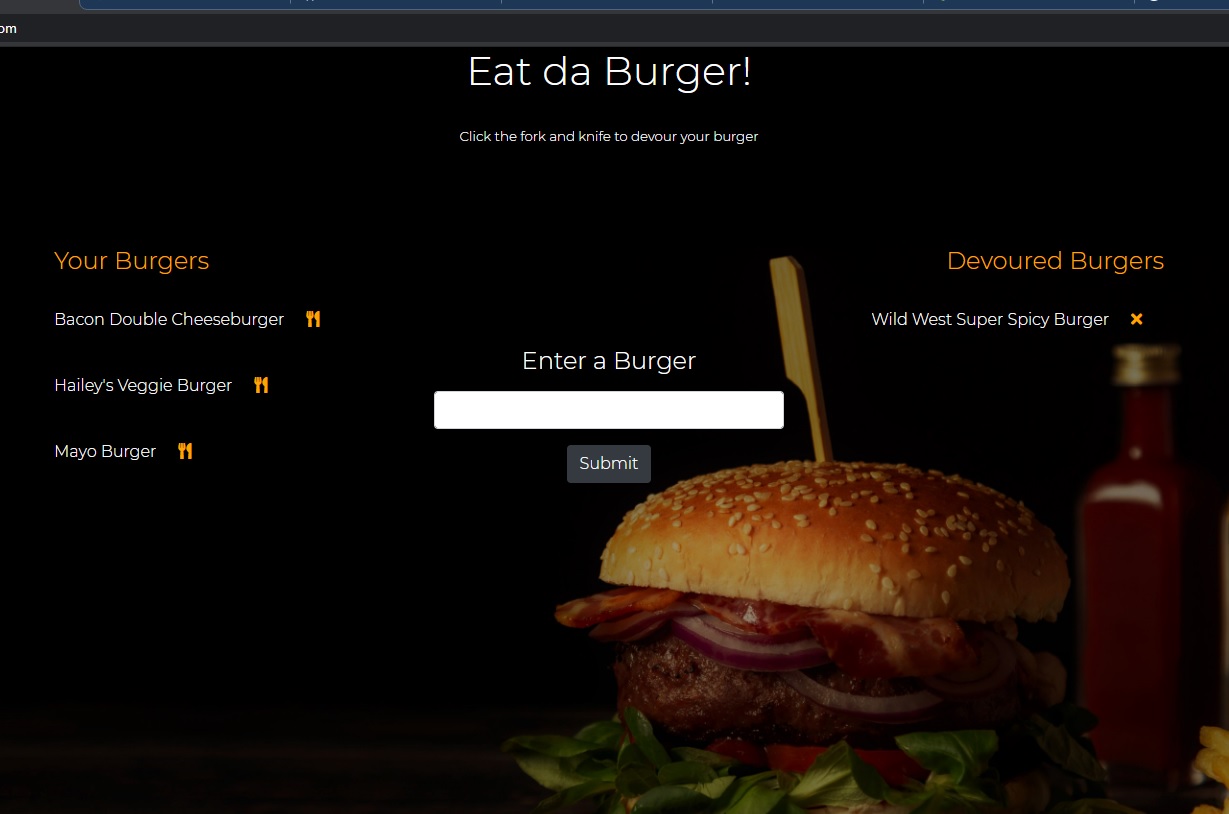 om
Eat da Burger!
Click the fork and knife to devour your burger
Your Burgers
Devoured Burgers
Bacon Double Cheeseburger
Wild West Super Spicy Burger
Enter a Burger
Hailey's Veggie Burger
Mayo Burger
Submit